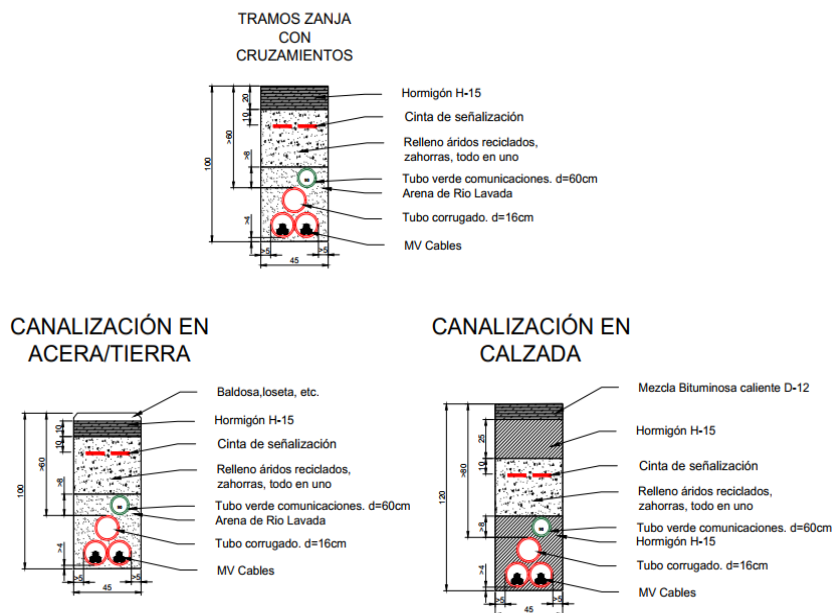 TRAMOS ZANJA
CON
CRUZAMIENTOS
Hormigón H-15
Cinta de señalización
Relleno áridos reciclados,
zahorras, todo en uno
Tubo verde comunicaciones. d=60cm
Arena de Rio Lavada
Tubo corrugado. d=16cm
MV Cables
100
>60
20
10
>8
>4
>5
>5
45
CANALIZACIÓN EN
ACERA/TIERRA
Baldosa,loseta, etc.
Hormigón H-15
Cinta de señalización
Relleno áridos reciclados,
zahorras, todo en uno
Tubo verde comunicaciones. d=60cm
Arena de Rio Lavada
Tubo corrugado. d=16cm
MV Cables
100
>60
10
10
>8
>4
>5
>5
45
CANALIZACIÓN EN
CALZADA
Mezcla Bituminosa caliente D-12
Hormigón H-15
Cinta de señalización
Relleno áridos reciclados,
zahorras, todo en uno
Tubo verde comunicaciones. d=60cm
Hormigón H-15
Tubo corrugado. d=16cm
MV Cables
120
>80
25
10
>8
>4
>5
>5
45